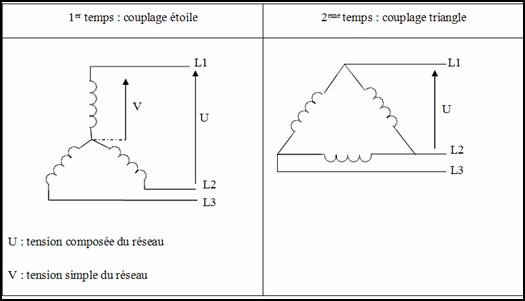 1er temps : couplage étoile
2eme temps : couplage triangle
L1
V
U
L2
L3
U : tension composée du réseau
V : tension simple du réseau
L1
U
L2
L3